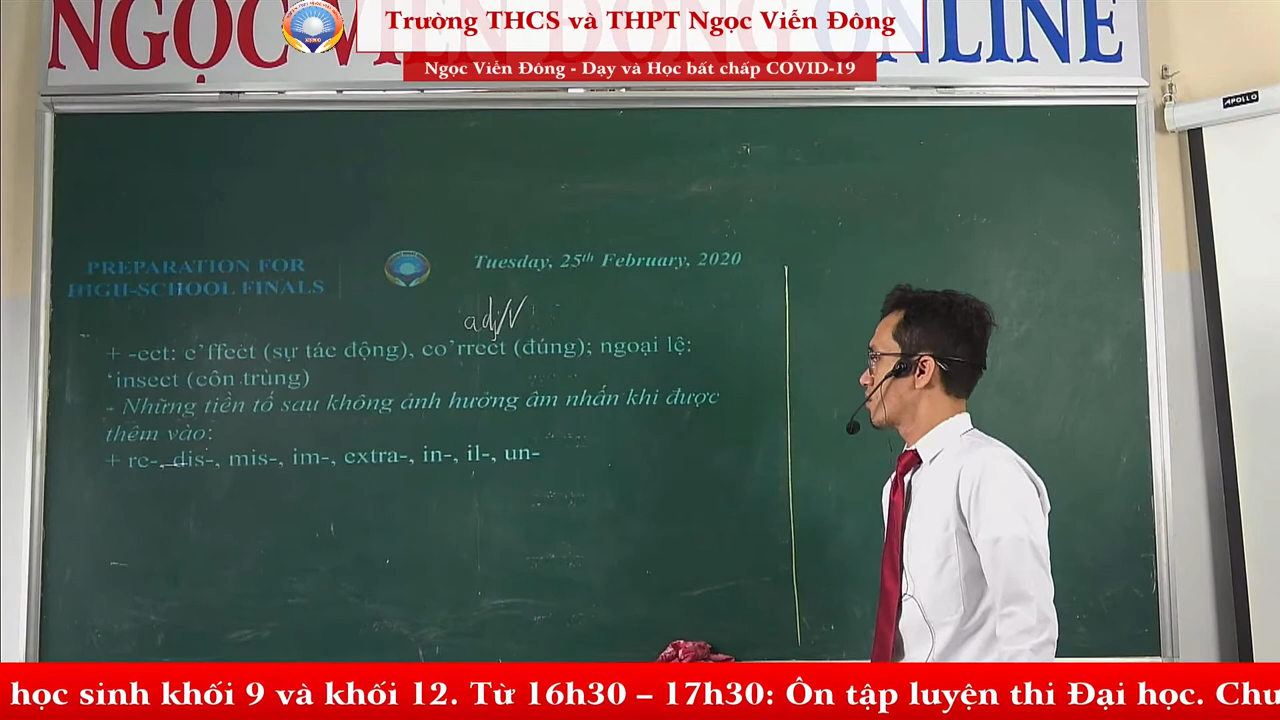 NGỌC VIỄN ĐÔNG ONLINE
Trường THCS và THPT Ngọc Viễn Đông
Ngọc Viễn Đông - Dạy và Học bất chấp COVID-19
APOLLO
PREPARATION FOR
HIGH-SCHOOL FINALS
Tuesday, 25th February, 2020
adj/N
+ -ect: e’ffect (sự tác động), co’rrect (đúng); ngoại lệ:
‘insect (côn trùng)
- Những tiền tố sau không ảnh hưởng âm nhấn khi được
thêm vào:
+ re-, dis-, mis-, im-, extra-, in-, il-, un-
học sinh khối 9 và khối 12. Từ 16h30 – 17h30: Ôn tập luyện thi Đại học. Chu